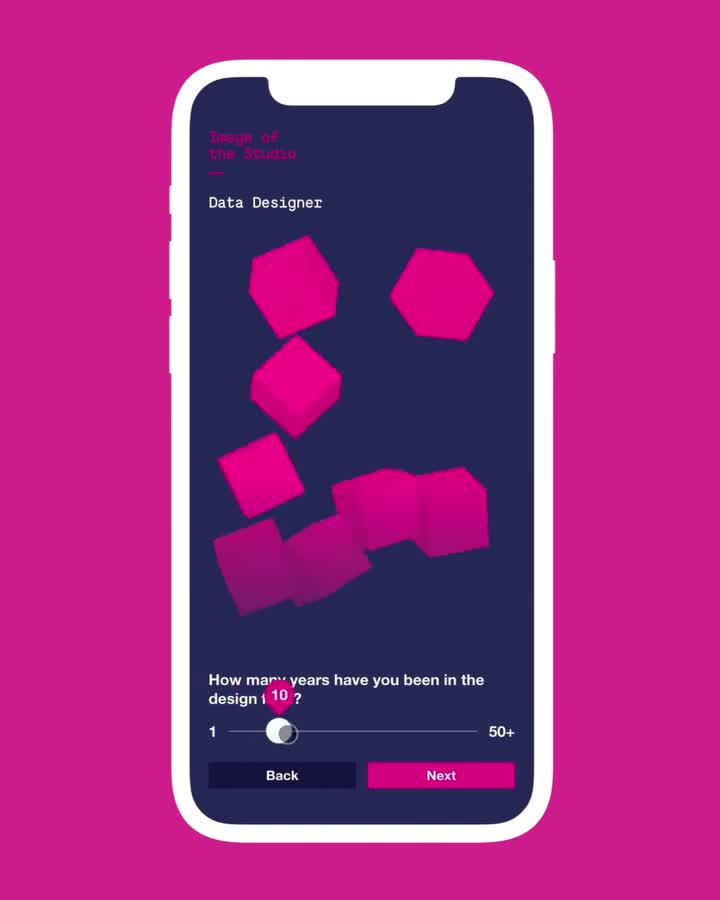 Image of
the Studio
Data Designer
How many years have you been in the
design ?
10
1
50+
Back
Next